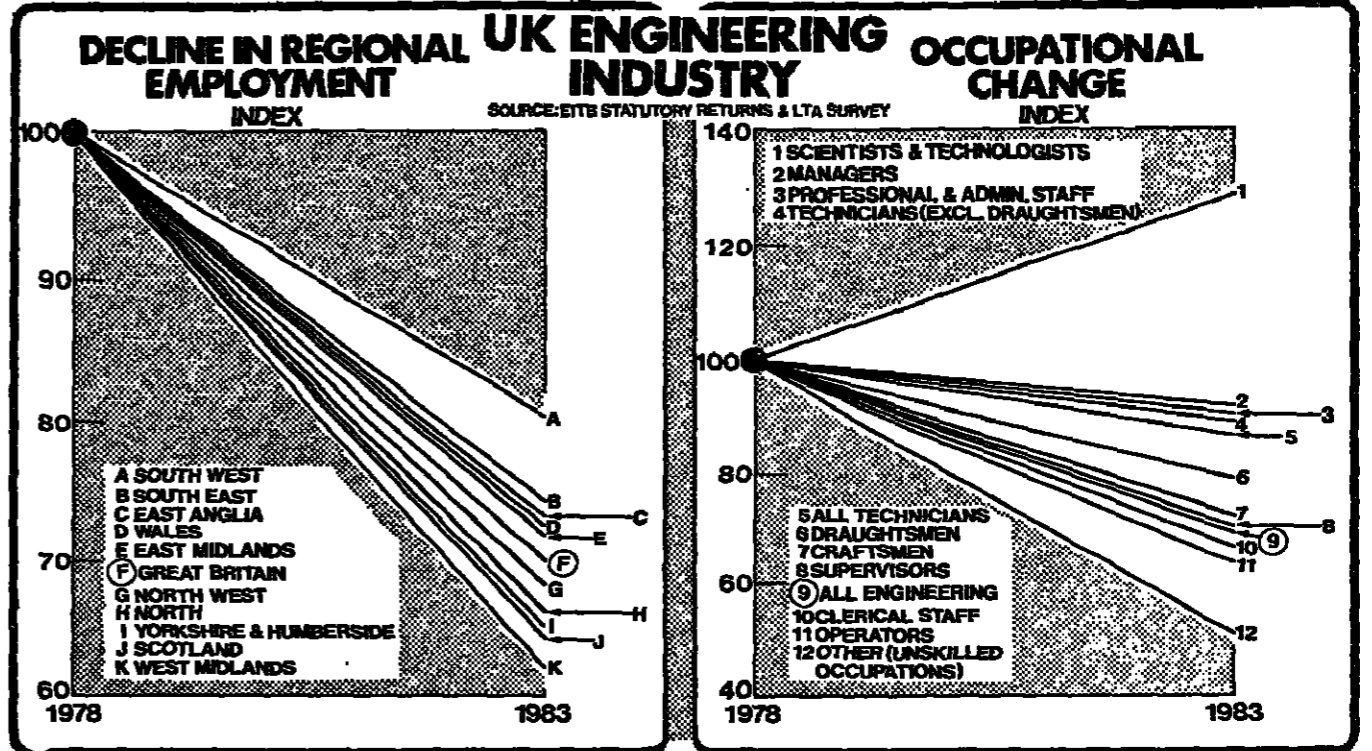 UK ENGINEERING
INDUSTRY
SOURCE: EITB STATUTORY RETURNS & LTA SURVEY
DECLINE IN REGIONAL
EMPLOYMENT
INDEX
100
90
80
70
60
1978
1983
A
B
C
D
E
F
G
H
I
J
K
A SOUTH WEST
B SOUTH EAST
C EAST ANGLIA
D WALES
E EAST MIDLANDS
F GREAT BRITAIN
G NORTH WEST
H NORTH
I YORKSHIRE & HUMBERSIDE
J SCOTLAND
K WEST MIDLANDS
OCCUPATIONAL
CHANGE
INDEX
140
120
100
80
60
40
1978
1983
1 SCIENTISTS & TECHNOLOGISTS
2 MANAGERS
3 PROFESSIONAL & ADMIN. STAFF
4 TECHNICIANS (EXCL. DRAUGHTSMEN)
1
2
3
4
5
6
7
8
9
10
11
12
5 ALL TECHNICIANS
6 DRAUGHTSMEN
7 CRAFTSMEN
8 SUPERVISORS
9 ALL ENGINEERING
10 CLERICAL STAFF
11 OPERATORS
12 OTHER (UNSKILLED
OCCUPATIONS)